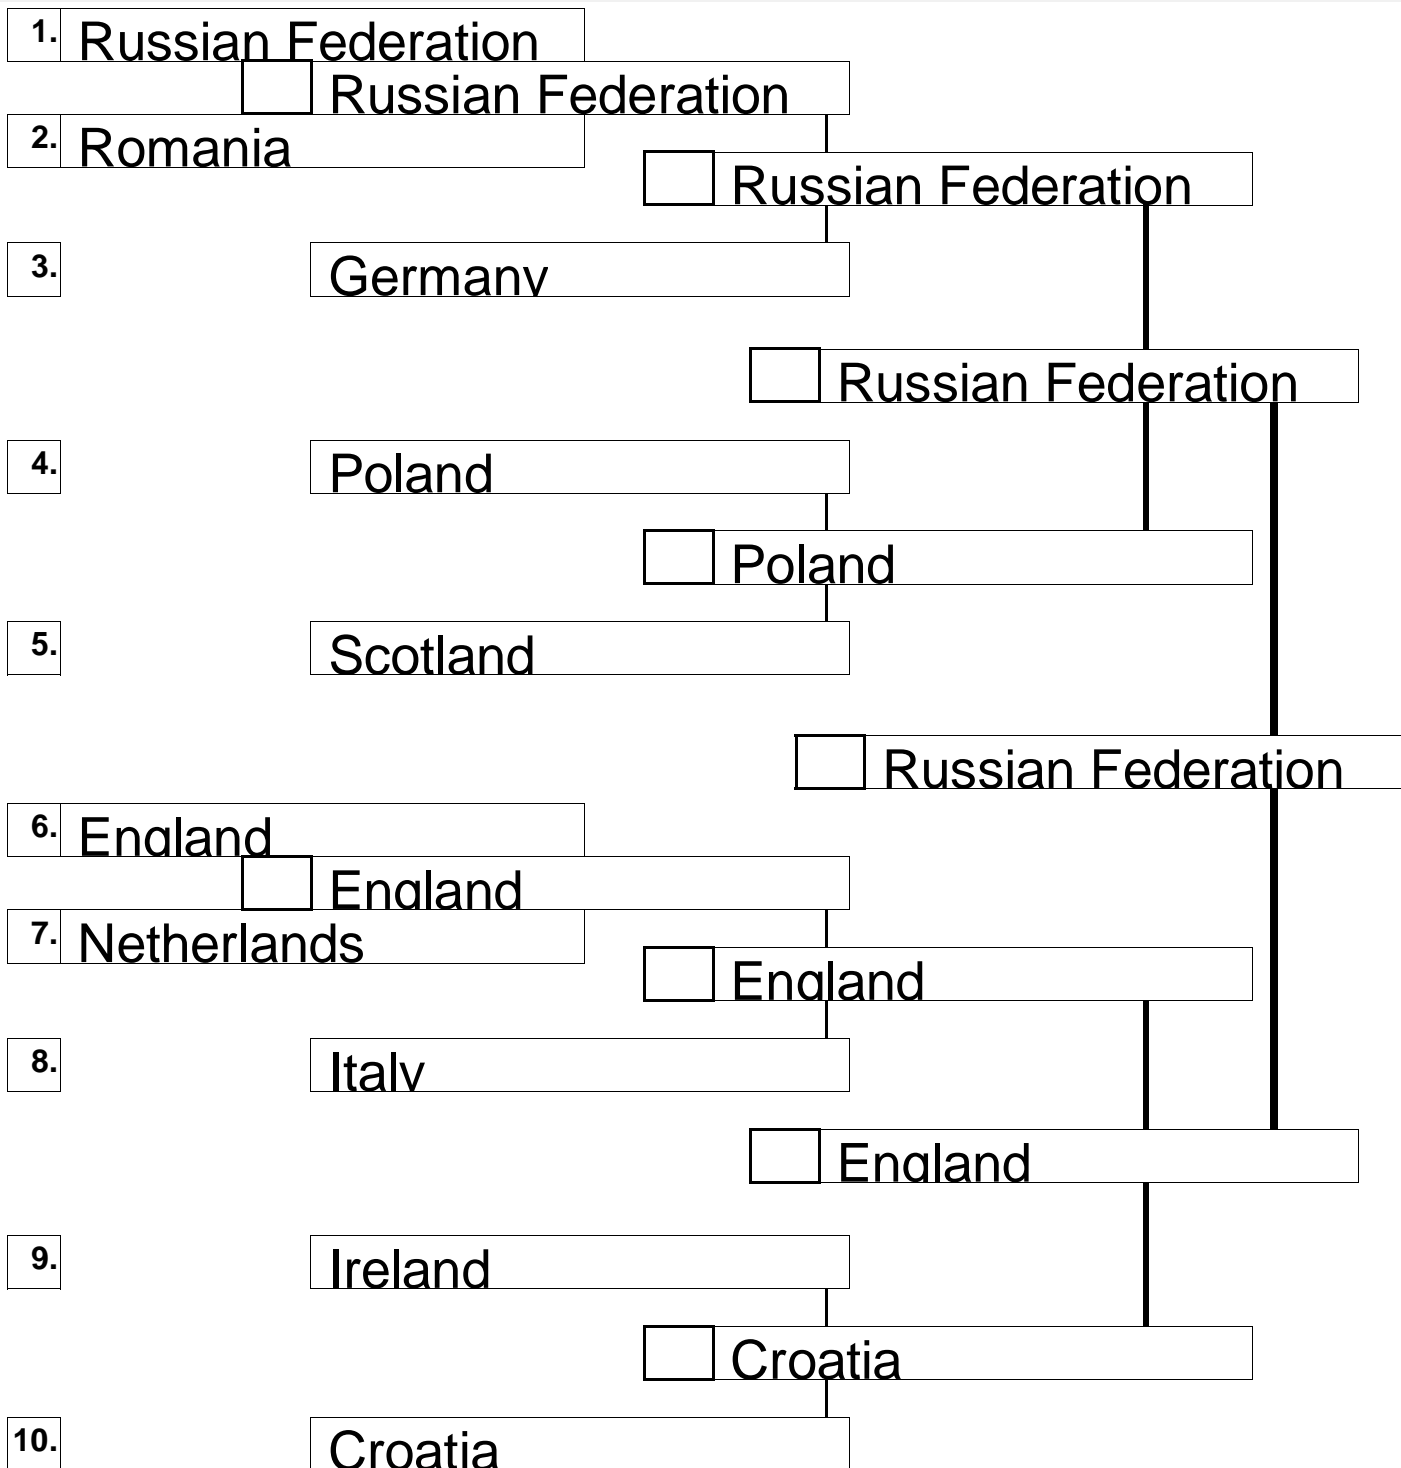 1. Russian Federation
Russian Federation
2. Romania
Russian Federation
3. Germany
Russian Federation
4. Poland
Poland
5. Scotland
Russian Federation
6. England
England
7. Netherlands
England
8. Italy
England
9. Ireland
Croatia
10. Croatia